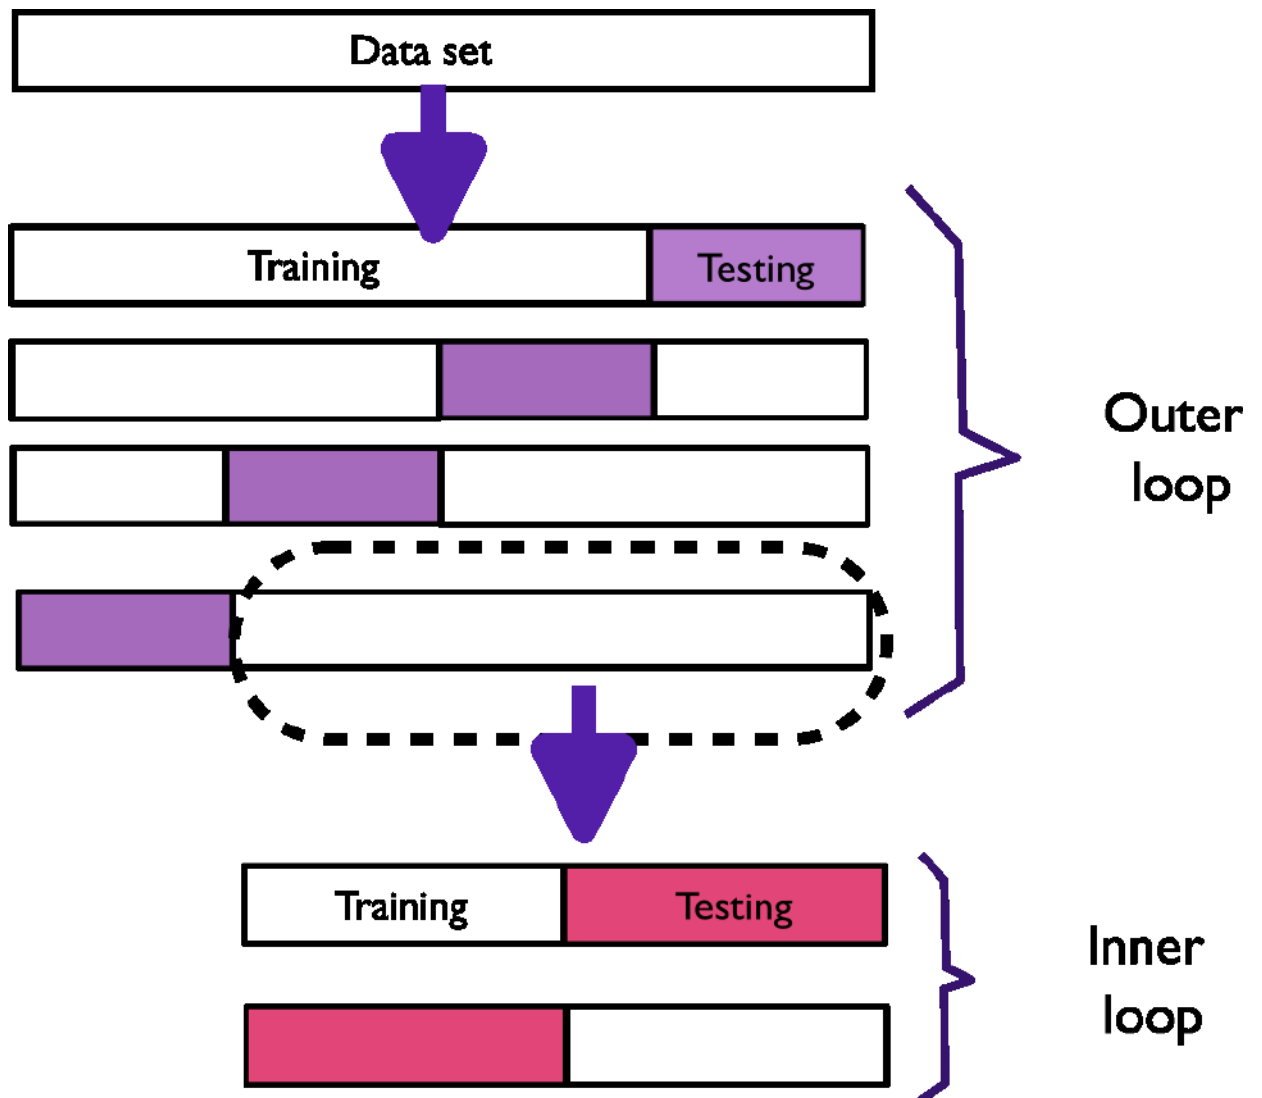 Data set
Training
Testing
Outer
loop
Training
Testing
Inner
loop